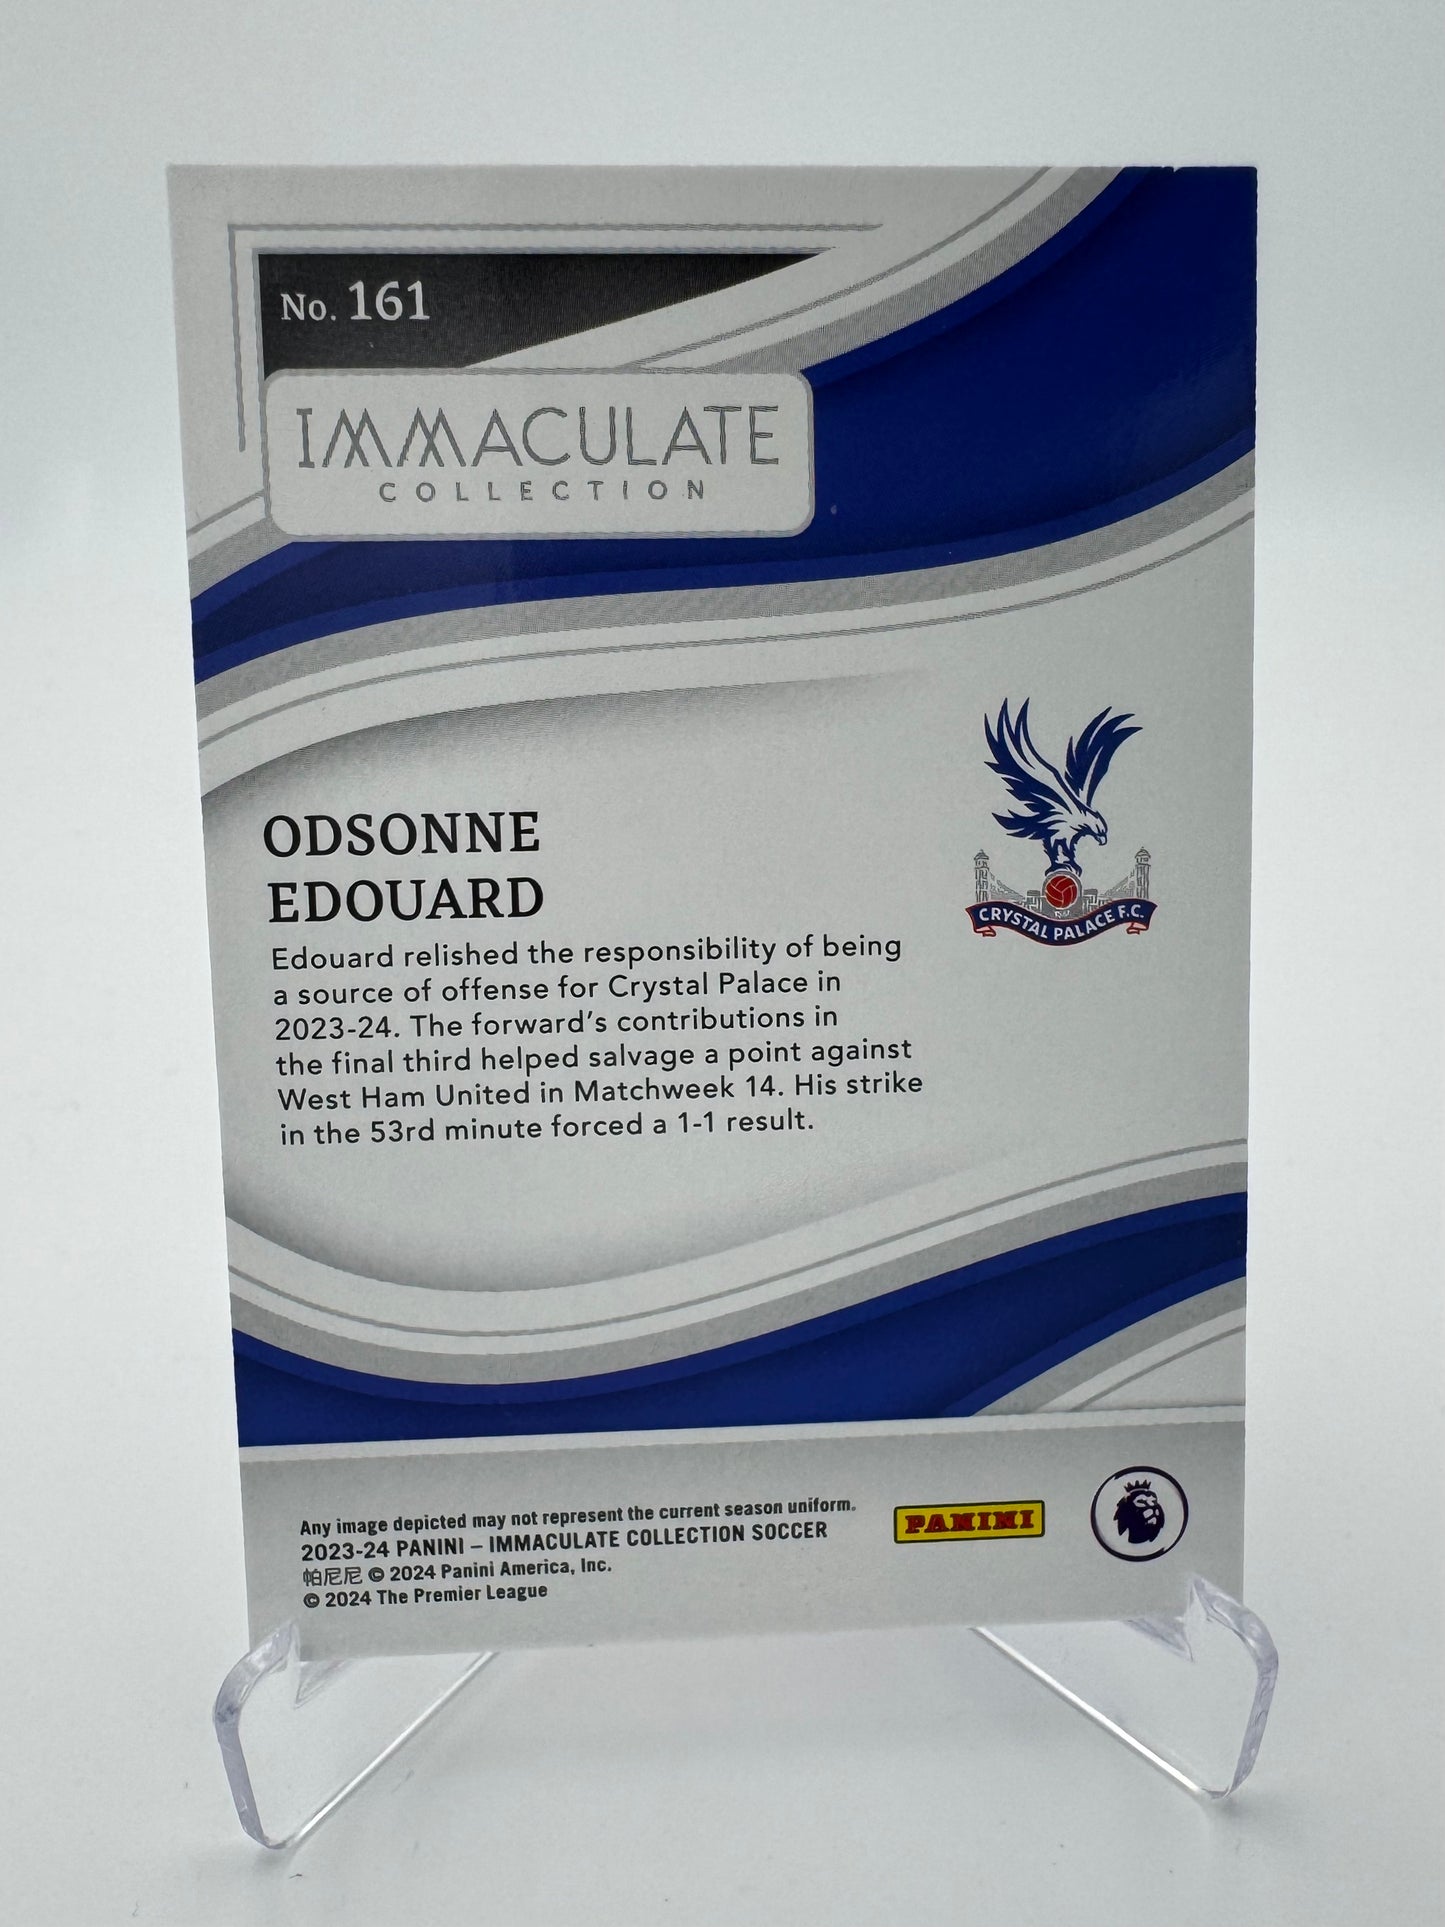 No. 161
IMMACULATE
COLLECTION
CRYSTAL PALACE F.C.
ODSONNE
EDOUARD
Edouard relished the responsibility of being
a source of offense for Crystal Palace in
2023-24. The forward's contributions in
the final third helped salvage a point against
West Ham United in Matchweek 14. His strike
in the 53rd minute forced a 1-1 result.
Any image depicted may not represent the current season uniform.
2023-24 PANINI – IMMACULATE COLLECTION SOCCER
帕尼尼 © 2024 Panini America, Inc.
© 2024 The Premier League
PANINI